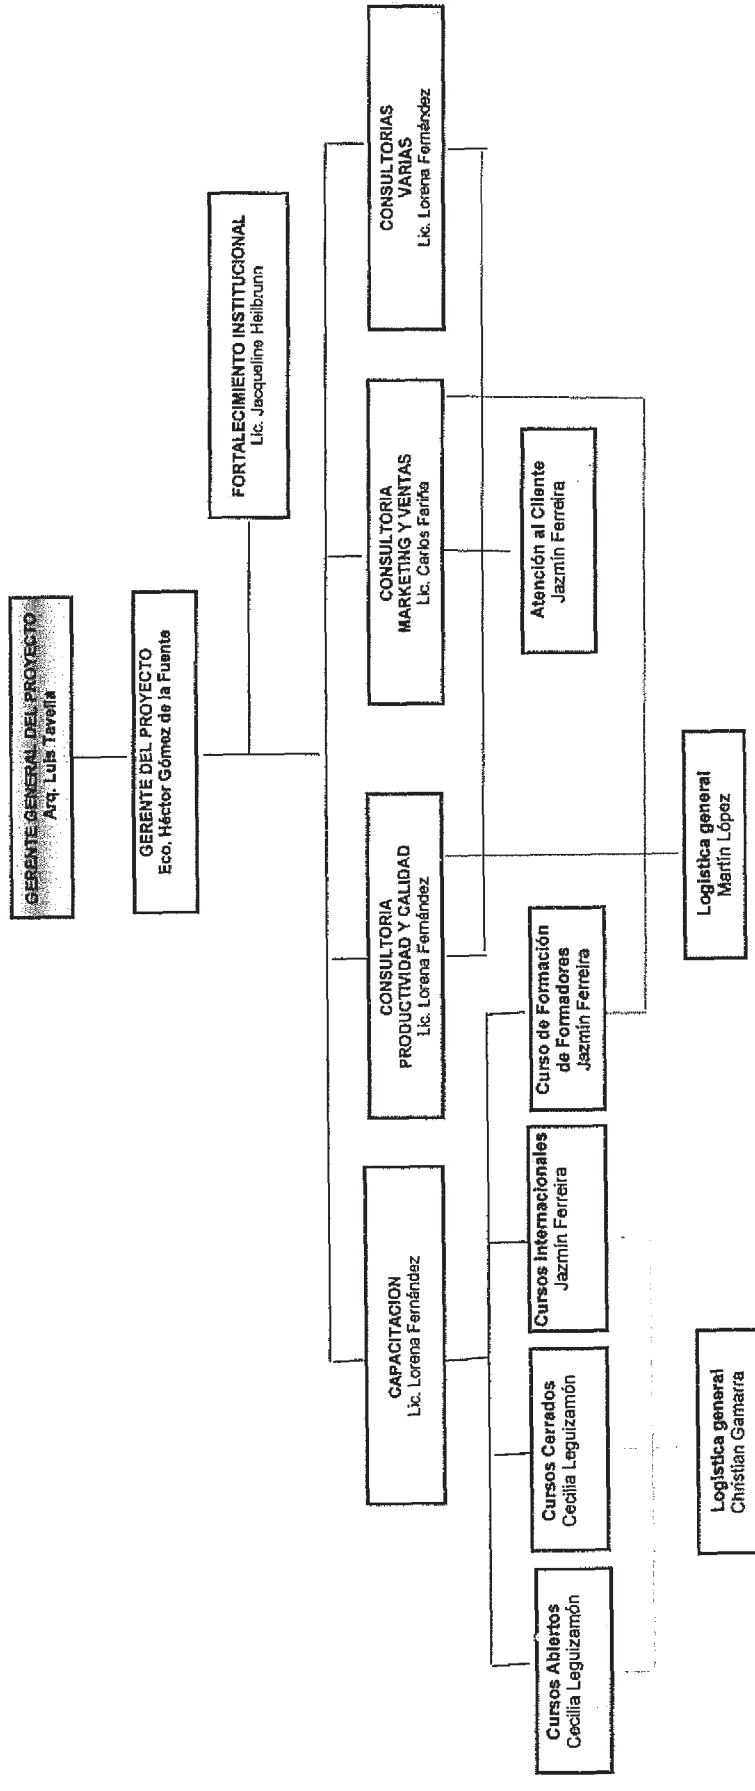 GERENTE GENERAL DEL PROYECTO
Arq. Luis Tavella
GERENTE DEL PROYECTO
Eco. Héctor Gómez de la Fuente
FORTALECIMIENTO INSTITUCIONAL
Lic. Jacqueline Heilbrunn
CAPACITACION
Lic. Lorena Fernández
CONSULTORIA
PRODUCTIVIDAD Y CALIDAD
Lic. Lorena Fernández
CONSULTORIA
MARKETING Y VENTAS
Lic. Carlos Fariña
CONSULTORIAS
VARIAS
Lic. Lorena Fernández
Cursos Abiertos
Cecilia Leguizamón
Cursos Cerrados
Cecilia Leguizamón
Cursos Internacionales
Jazmín Ferreira
Curso de Formación
de Formadores
Jazmín Ferreira
Atención al Cliente
Jazmín Ferreira
Logística general
Christian Gamarra
Logística general
Martín López